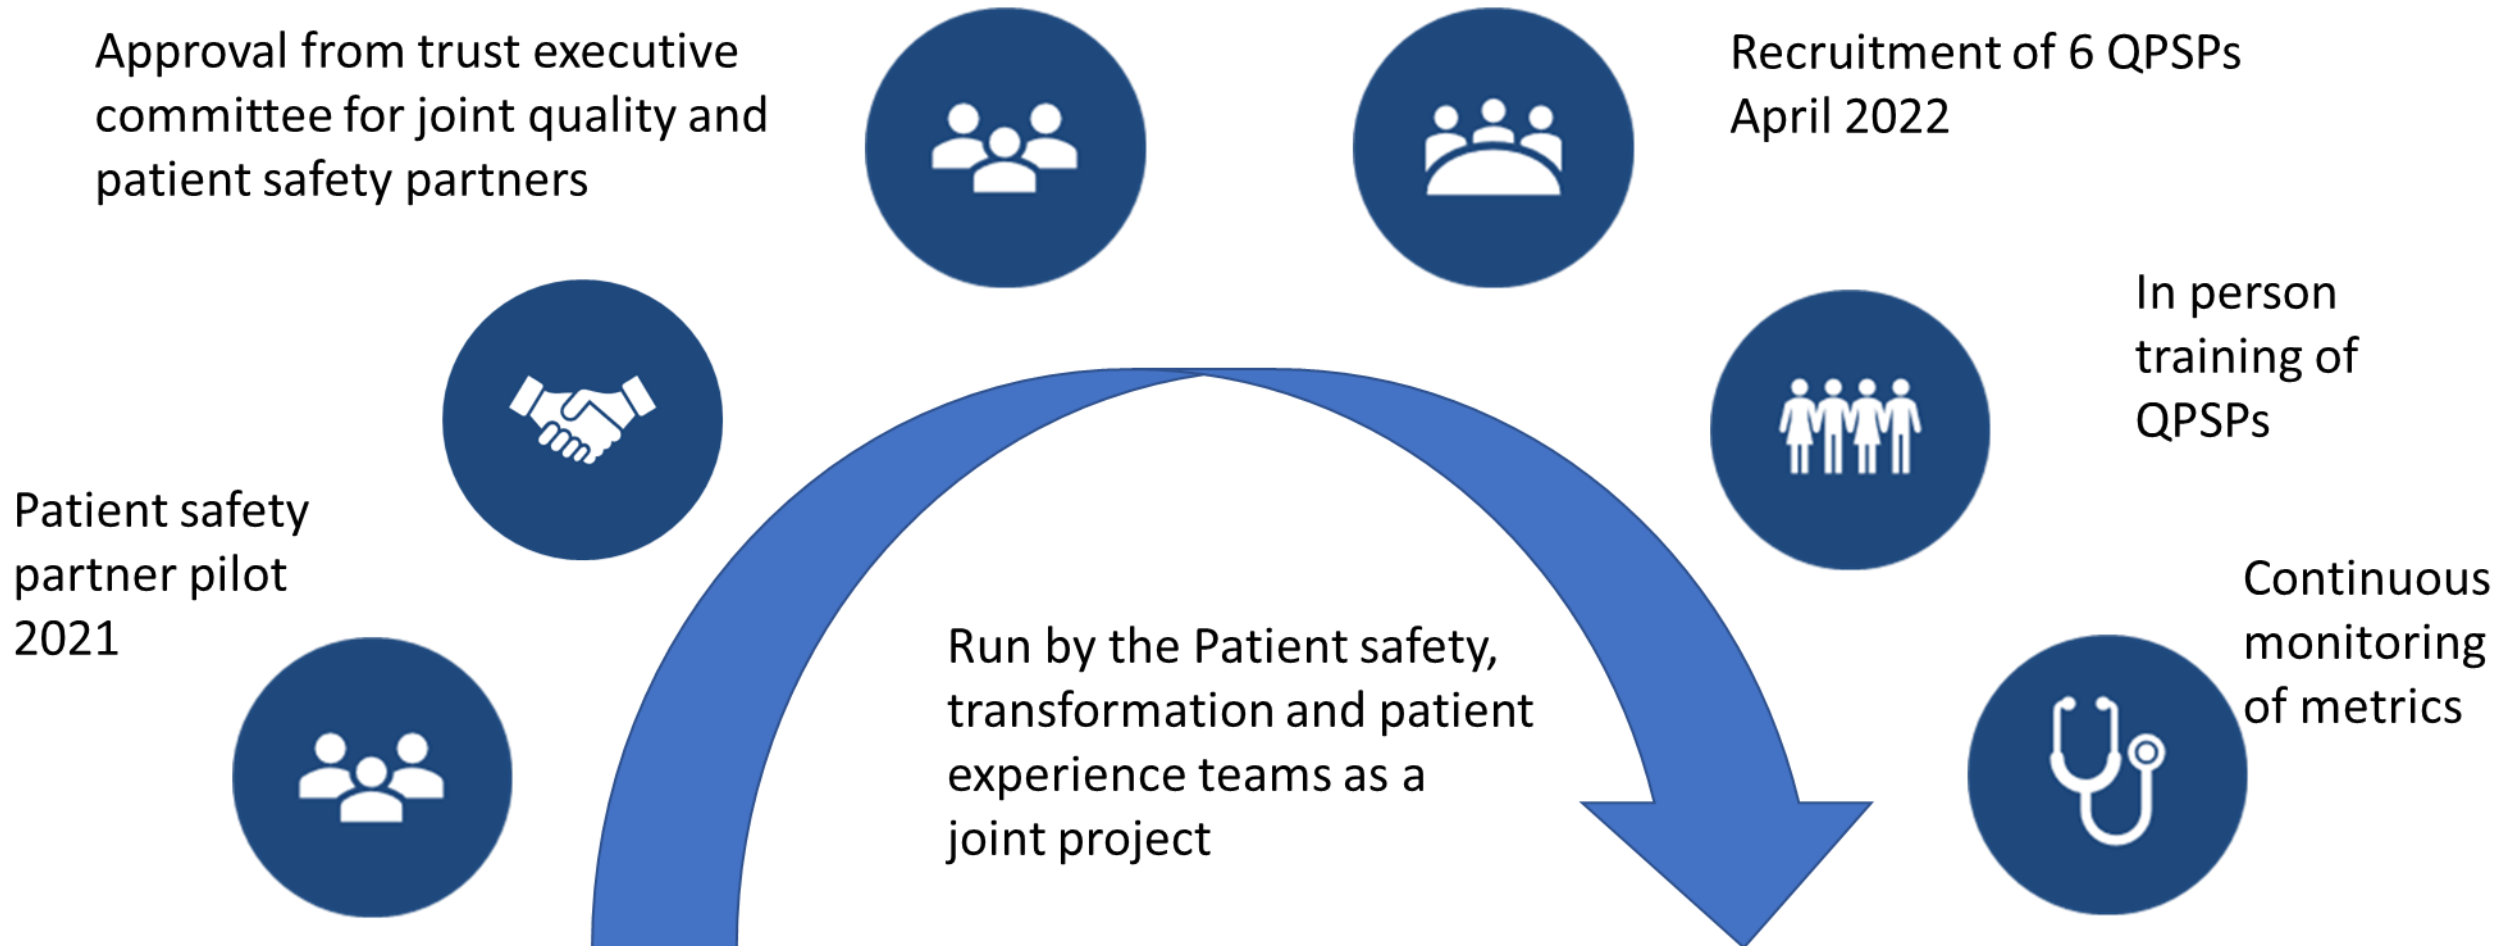 Approval from trust executive
committee for joint quality and
patient safety partners
Recruitment of 6 QPSPs
April 2022
In person
training of
QPSPs
Patient safety
partner pilot
2021
Continuous
monitoring
of metrics
Run by the Patient safety,
transformation and patient
experience teams as a
joint project